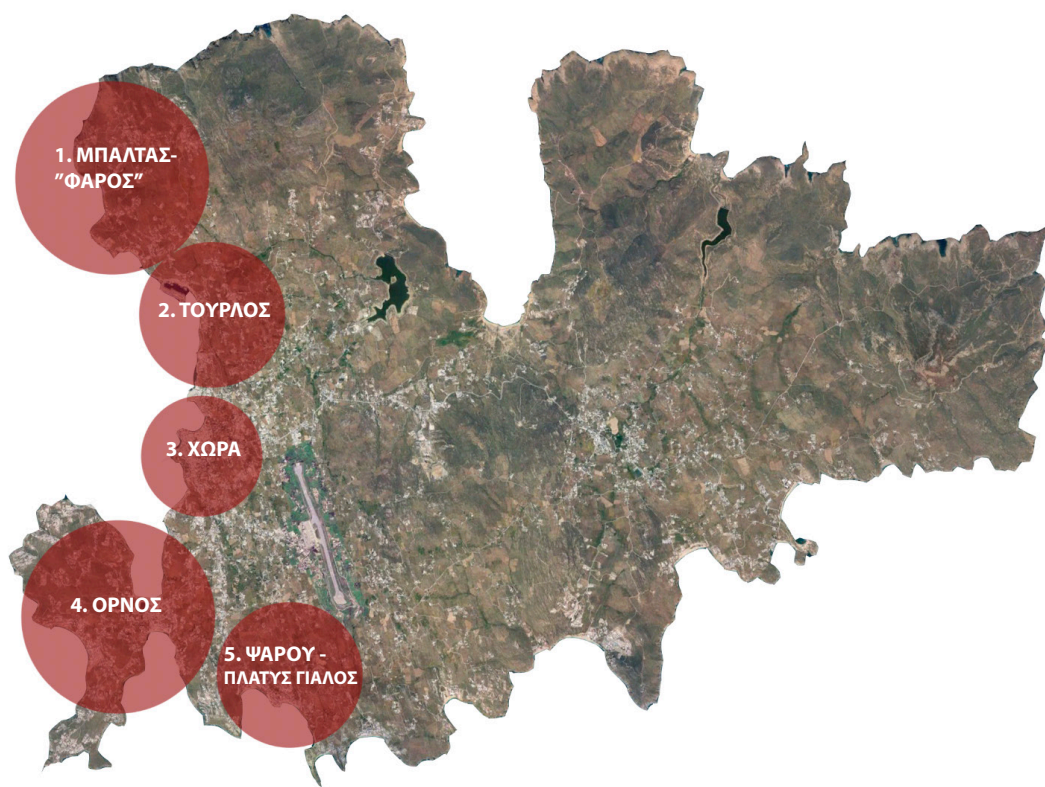 1. ΜΠΑΛΤΑΣ-
"ΦΑΡΟΣ"
2. ΤΟΥΡΛΟΣ
3. ΧΩΡΑ
4. ΟΡΝΟΣ
5. ΨΑΡΟΥ -
ΠΛΑΤΥΣ ΓΙΑΛΟΣ